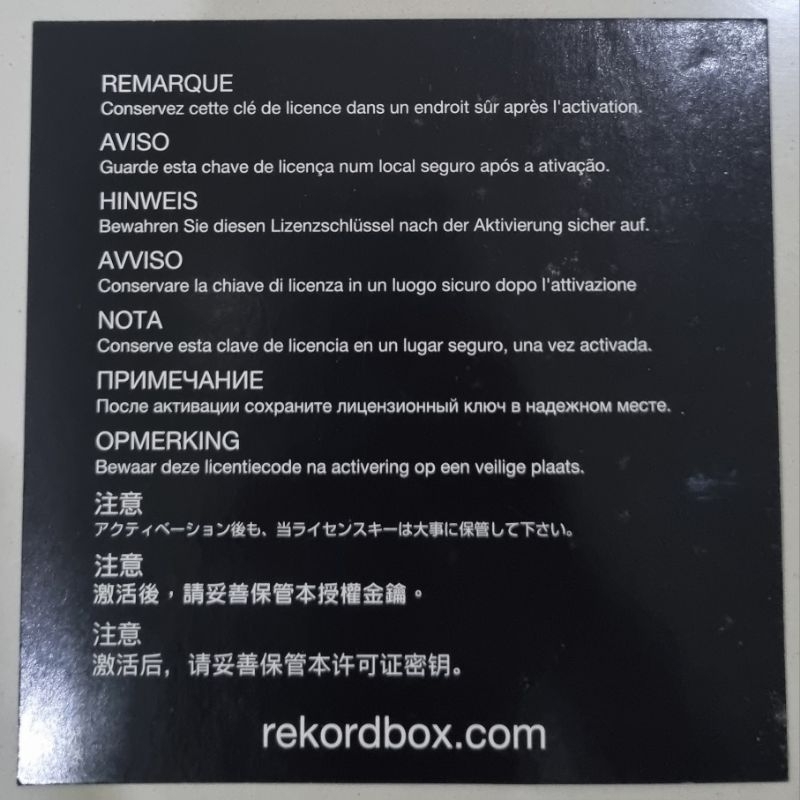 REMARQUE
Conservez cette clé de licence dans un endroit sûr après l'activation.
AVISO
Guarde esta chave de licença num local seguro após a ativação.
HINWEIS
Bewahren Sie diesen Lizenzschlüssel nach der Aktivierung sicher auf.
AVVISO
Conservare la chiave di licenza in un luogo sicuro dopo l'attivazione
NOTA
Conserve esta clave de licencia en un lugar seguro, una vez activada.
ПРИМЕЧАНИЕ
После активации сохраните лицензионный ключ в надежном месте.
OPMERKING
Bewaar deze licentiecode na activering op een veilige plaats.
注意
アクティベーション後も、当ライセンスキーは大事に保管して下さい。
注意
激活後，請妥善保管本授權金鑰。
注意
激活后，请妥善保管本许可证密钥。
rekordbox.com